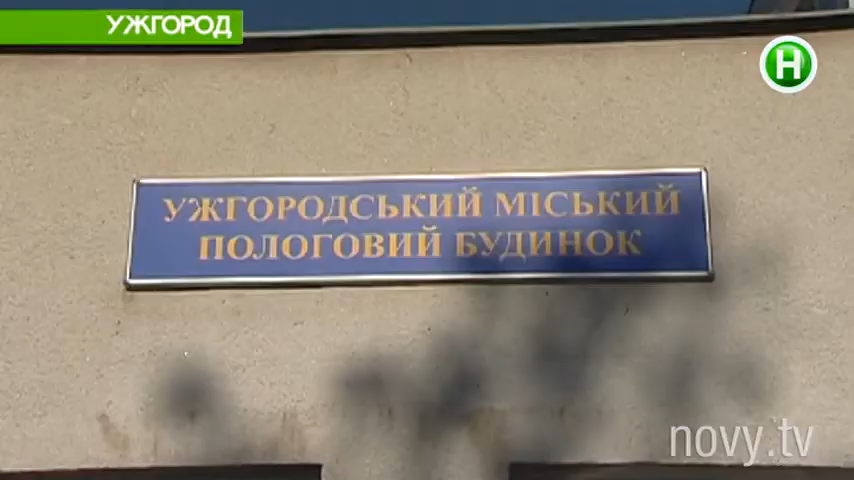 УЖГОРОД
Н
УЖГОРОДСЬКИЙ МІСЬКИЙ
ПОЛОГОВИЙ БУДИНОК
novy.tv